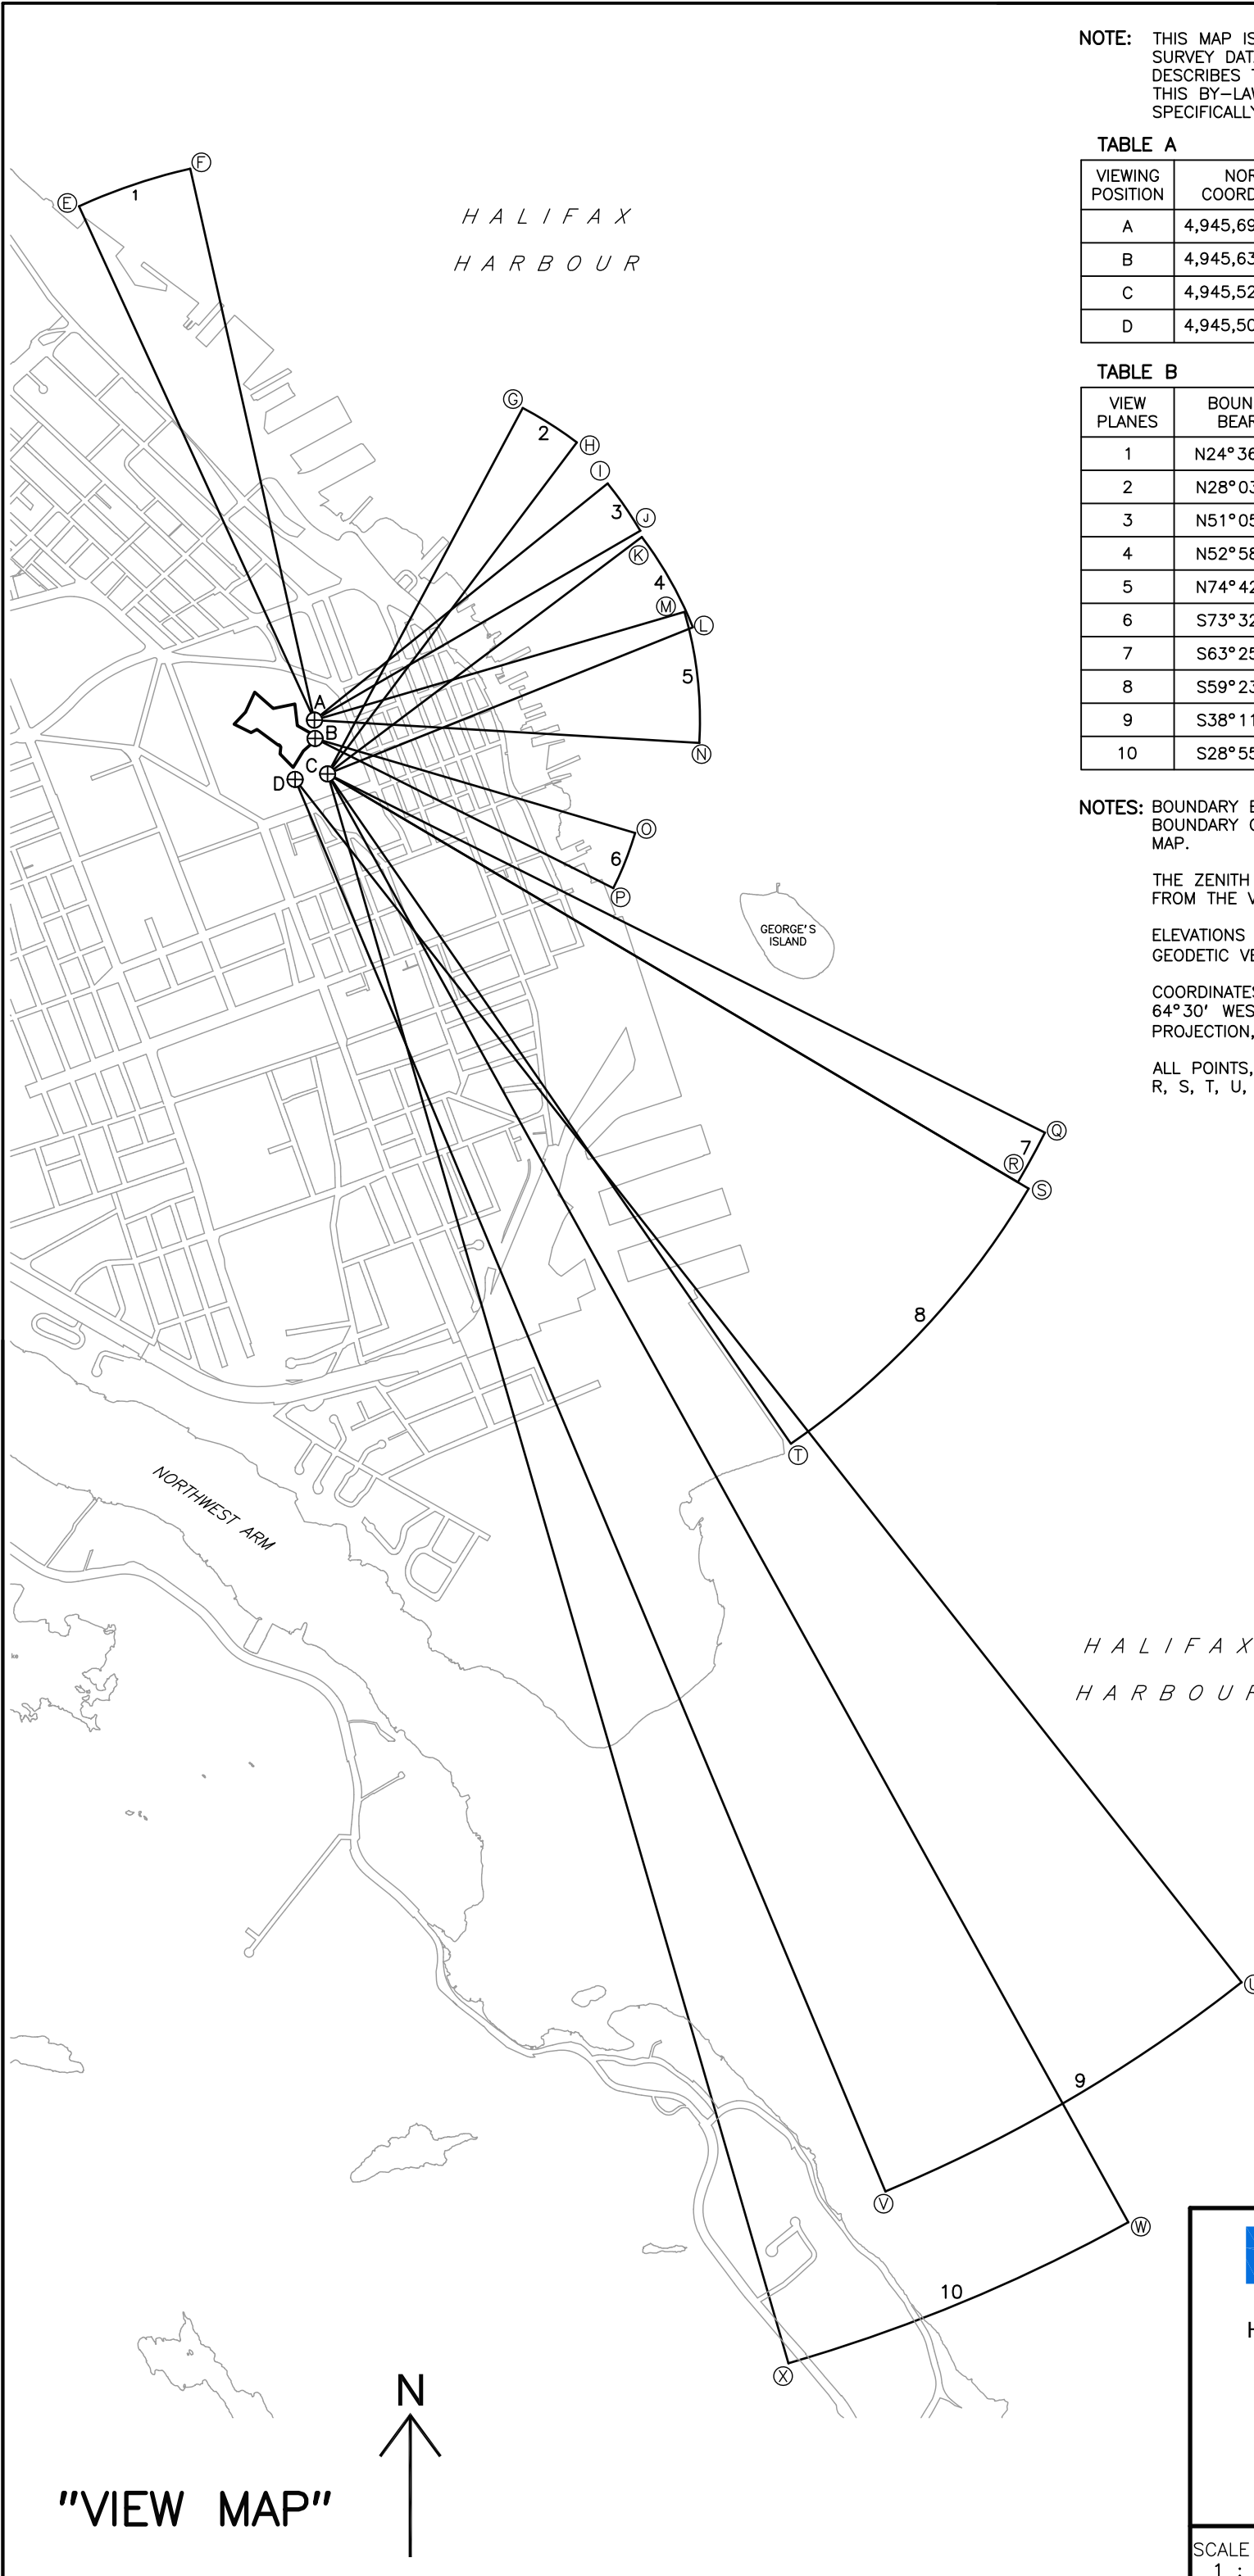 NOTE: THIS MAP IS
SURVEY DAT
DESCRIBES T
THIS BY-LAW
SPECIFICALLY
TABLE A
VIEWING POSITION NOR COORD
A 4,945,69
B 4,945,63
C 4,945,52
D 4,945,50
TABLE B
VIEW PLANES BOUN BEAR
1 N24°36
2 N28°03
3 N51°05
4 N52°58
5 N74°42
6 S73°32
7 S63°25
8 S59°23
9 S38°11
10 S28°55
NOTES: BOUNDARY B
BOUNDARY O
MAP.
THE ZENITH
FROM THE V
ELEVATIONS
GEODETIC VE
COORDINATES
64°30' WES
PROJECTION,
ALL POINTS,
R, S, T, U,
E
1
F
HALIFAX
HARBOUR
G
2
H
I
3
J
K
4
M
L
5
N
A
B
C
D
O
6
P
GEORGE'S
ISLAND
Q
7
R
S
8
T
NORTHWEST ARM
HALIFAX
HARBOUR
U
9
V
W
10
X
N
"VIEW MAP"
H
SCALE
1 :